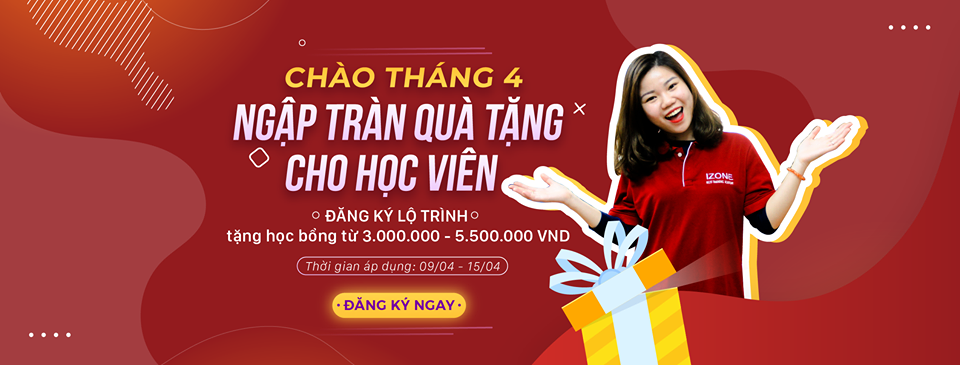 CHÀO THÁNG 4
NGẬP TRÀN QUÀ TẶNG
CHO HỌC VIÊN
ĐĂNG KÝ LỘ TRÌNH
tặng học bổng từ 3.000.000 - 5.500.000 VND
Thời gian áp dụng: 09/04 - 15/04
ĐĂNG KÝ NGAY
IZONE